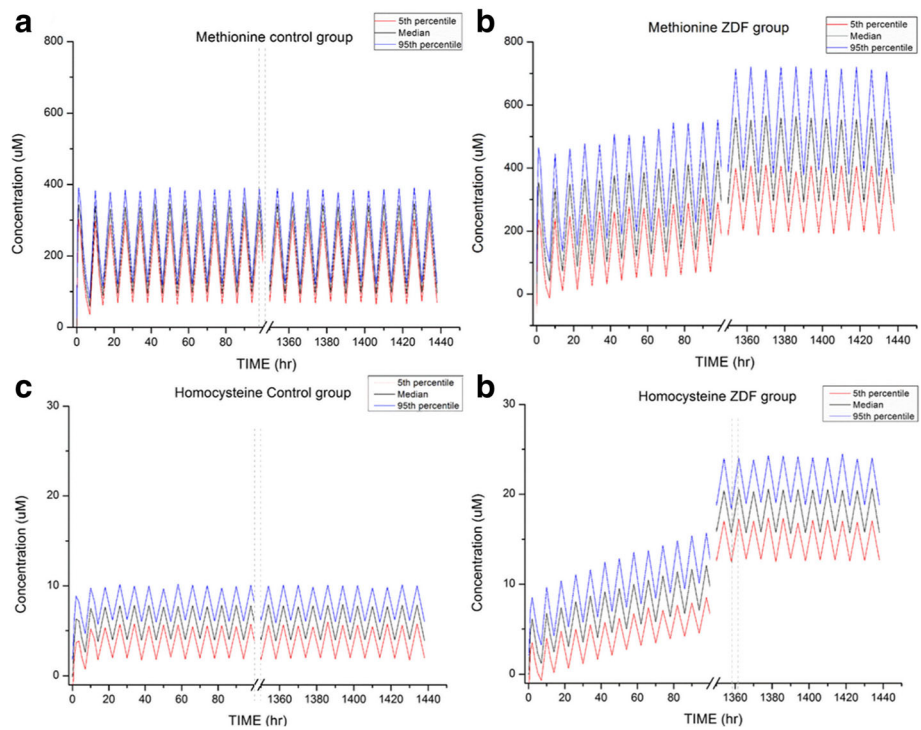 a
Methionine control group
5th percentile
Median
95th percentile
800
600
400
200
0
Concentration (uM)
0 20 40 60 80 1360 1380 1400 1420 1440
TIME (hr)
b
Methionine ZDF group
5th percentile
Median
95th percentile
800
600
400
200
0
Concentration (uM)
0 20 40 60 80 1360 1380 1400 1420 1440
TIME (hr)
c
Homocysteine Control group
5th percentile
Median
95th percentile
30
20
10
0
Concentration (uM)
0 20 40 60 80 1360 1380 1400 1420 1440
TIME (hr)
b
Homocysteine ZDF group
5th percentile
Median
95th percentile
30
20
10
0
Concentration (uM)
0 20 40 60 80 1360 1380 1400 1420 1440
TIME (hr)